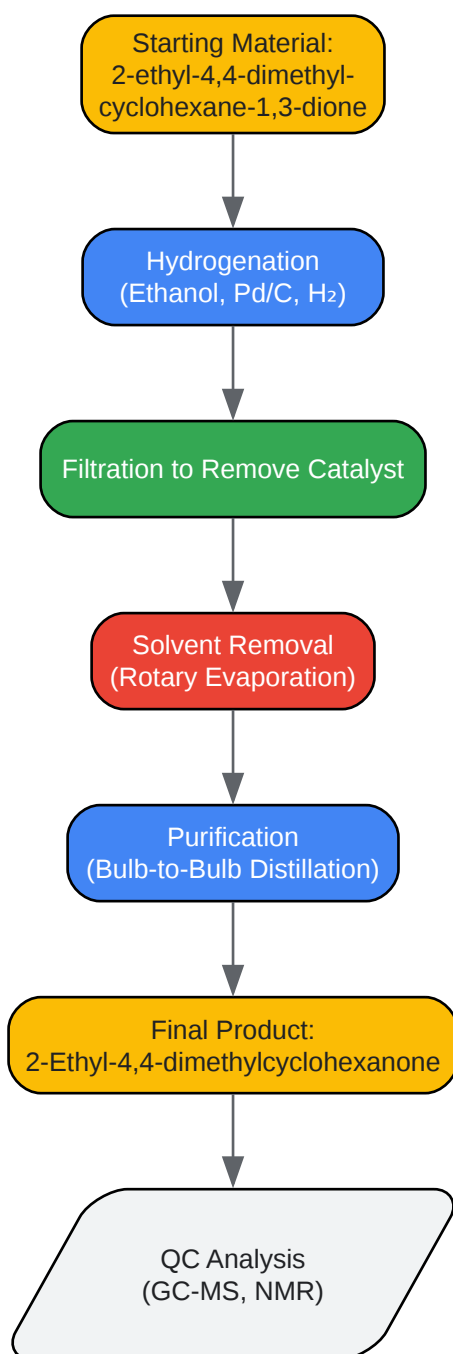 Starting Material:
2-ethyl-4,4-dimethyl-
cyclohexane-1,3-dione
Hydrogenation
(Ethanol, Pd/C, H₂)
Filtration to Remove Catalyst
Solvent Removal
(Rotary Evaporation)
Purification
(Bulb-to-Bulb Distillation)
Final Product:
2-Ethyl-4,4-dimethylcyclohexanone
QC Analysis
(GC-MS, NMR)